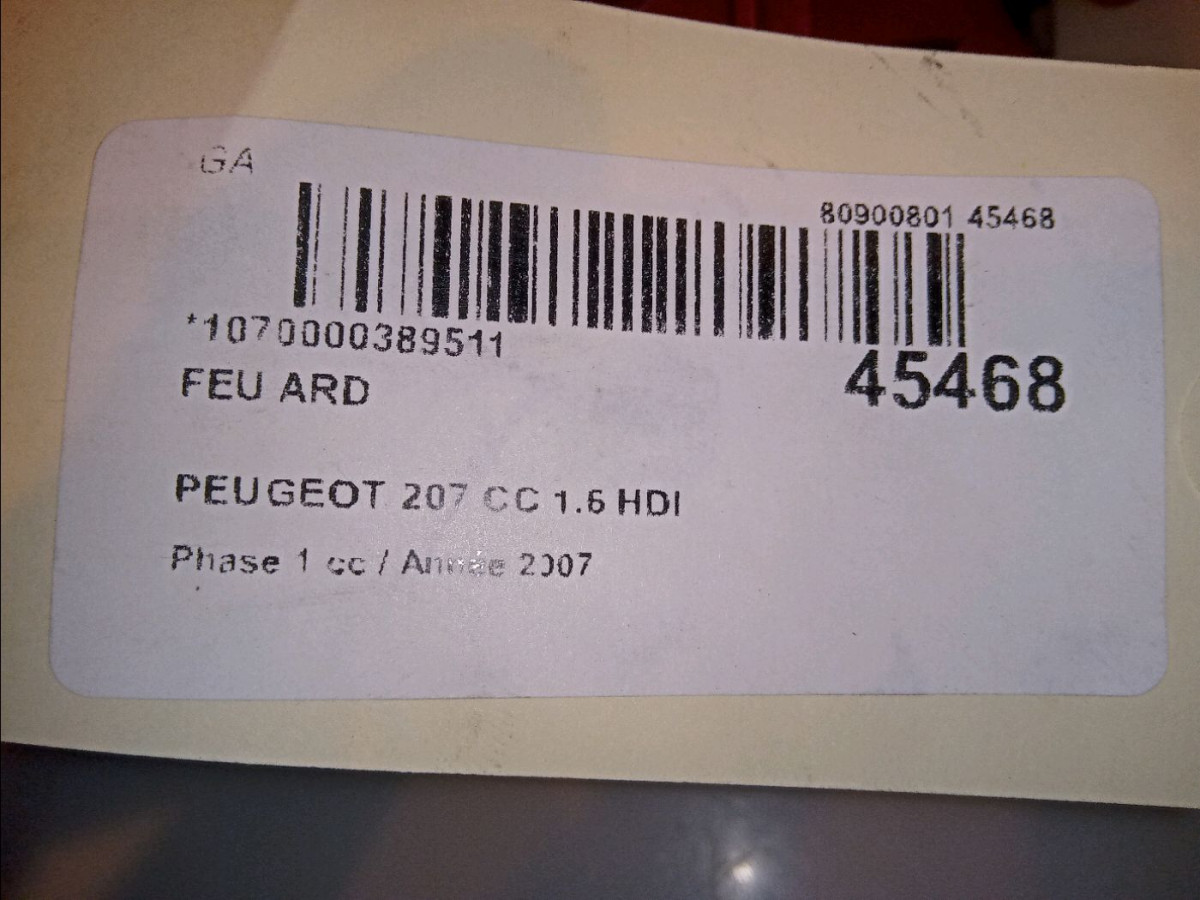 GA
80900801 45468
*1070000389511
45468
FEU ARD
PEUGEOT 207 CC 1.6 HDI
Phase 1 cc / Année 2007